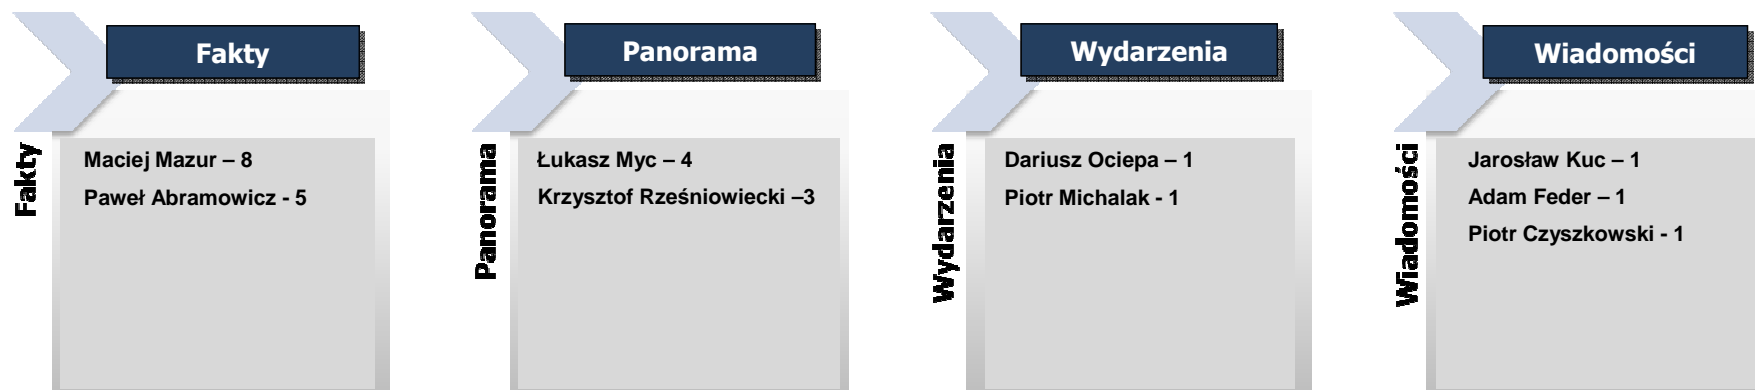 Fakty
Fakty
Maciej Mazur – 8
Paweł Abramowicz - 5
Panorama
Panorama
Łukasz Myc – 4
Krzysztof Rześniowiecki –3
Wydarzenia
Wydarzenia
Dariusz Ociepa – 1
Piotr Michalak - 1
Wiadomości
Wiadomości
Jarosław Kuc – 1
Adam Feder – 1
Piotr Czyszkowski - 1